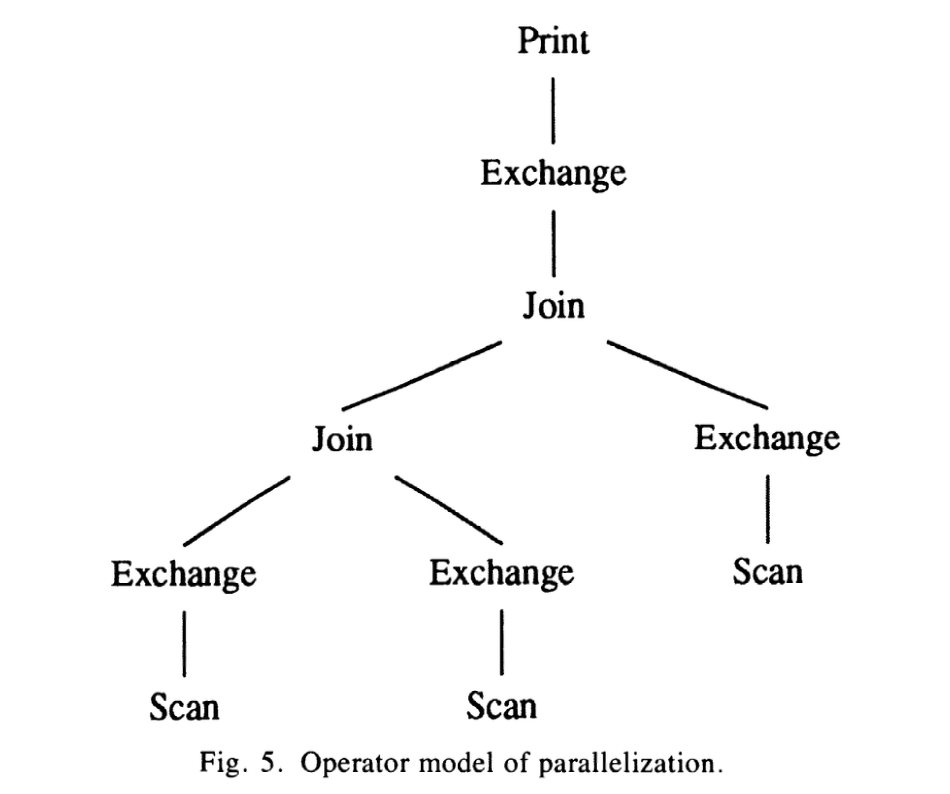 Print
Exchange
Join
Join
Exchange
Exchange
Exchange
Scan
Scan
Scan
Fig. 5. Operator model of parallelization.